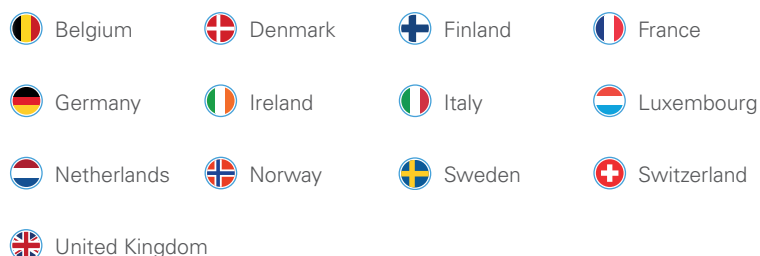 Belgium Denmark Finland France
Germany Ireland Italy Luxembourg
Netherlands Norway Sweden Switzerland
United Kingdom